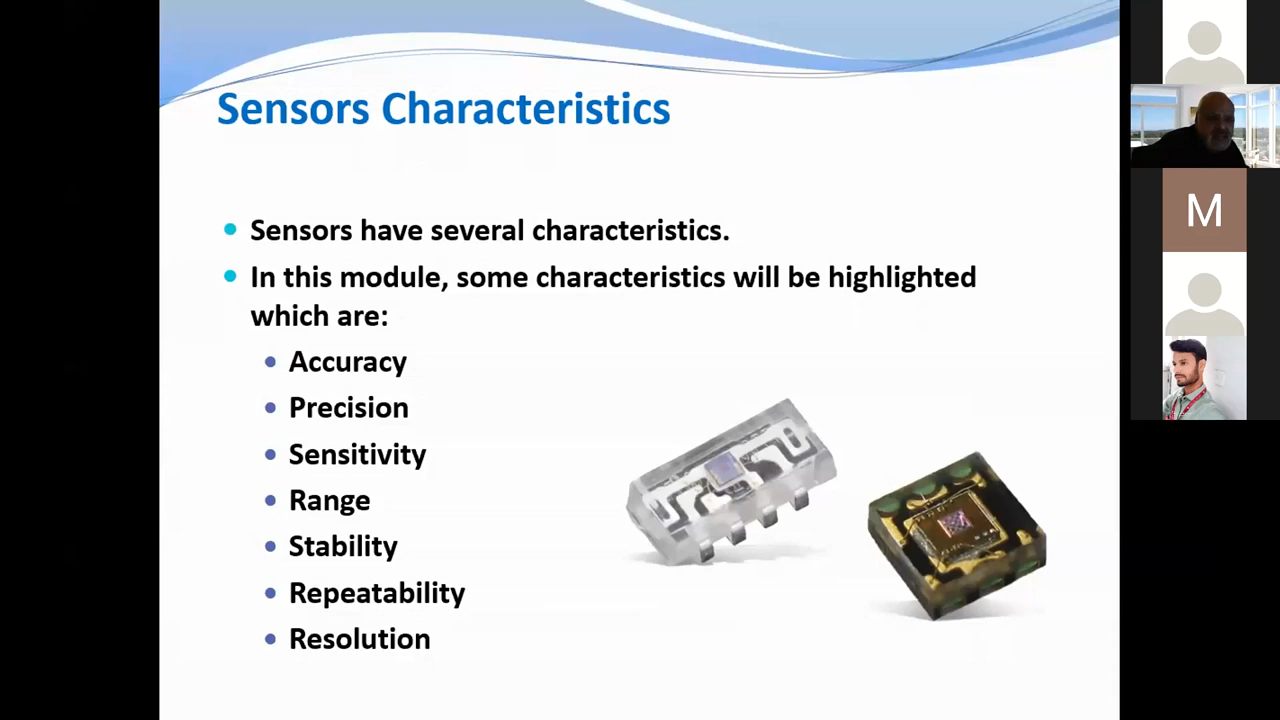 Sensors Characteristics
Sensors have several characteristics.
In this module, some characteristics will be highlighted
which are:
Accuracy
Precision
Sensitivity
Range
Stability
Repeatability
Resolution
M